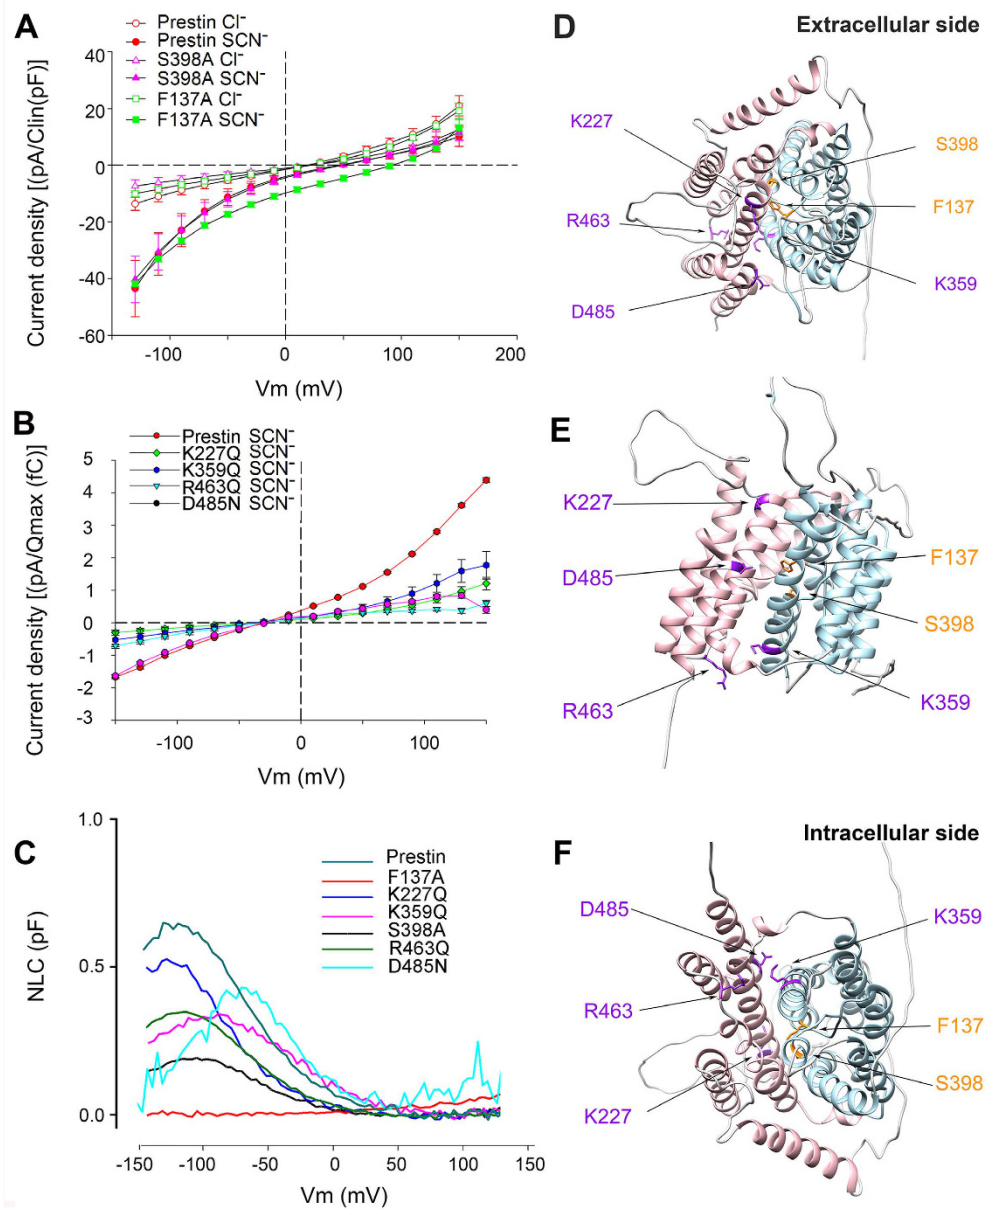 A
Prestin Cl⁻
Prestin SCN⁻
S398A Cl⁻
S398A SCN⁻
F137A Cl⁻
F137A SCN⁻
Current density [(pA/Clin(pF)]
40
20
0
-20
-40
-60
-100
0
100
200
Vm (mV)
B
Prestin SCN⁻
K227Q SCN⁻
K359Q SCN⁻
R463Q SCN⁻
D485N SCN⁻
Current density [(pA/Qmax (fC)]
5
4
3
2
1
0
-1
-2
-3
-100
0
100
Vm (mV)
C
Prestin
F137A
K227Q
K359Q
S398A
R463Q
D485N
NLC (pF)
1.0
0.5
0.0
-150
-100
-50
0
50
100
150
Vm (mV)
D
Extracellular side
K227
S398
R463
F137
D485
K359
E
K227
F137
D485
S398
R463
K359
Intracellular side
F
D485
K359
R463
F137
S398
K227